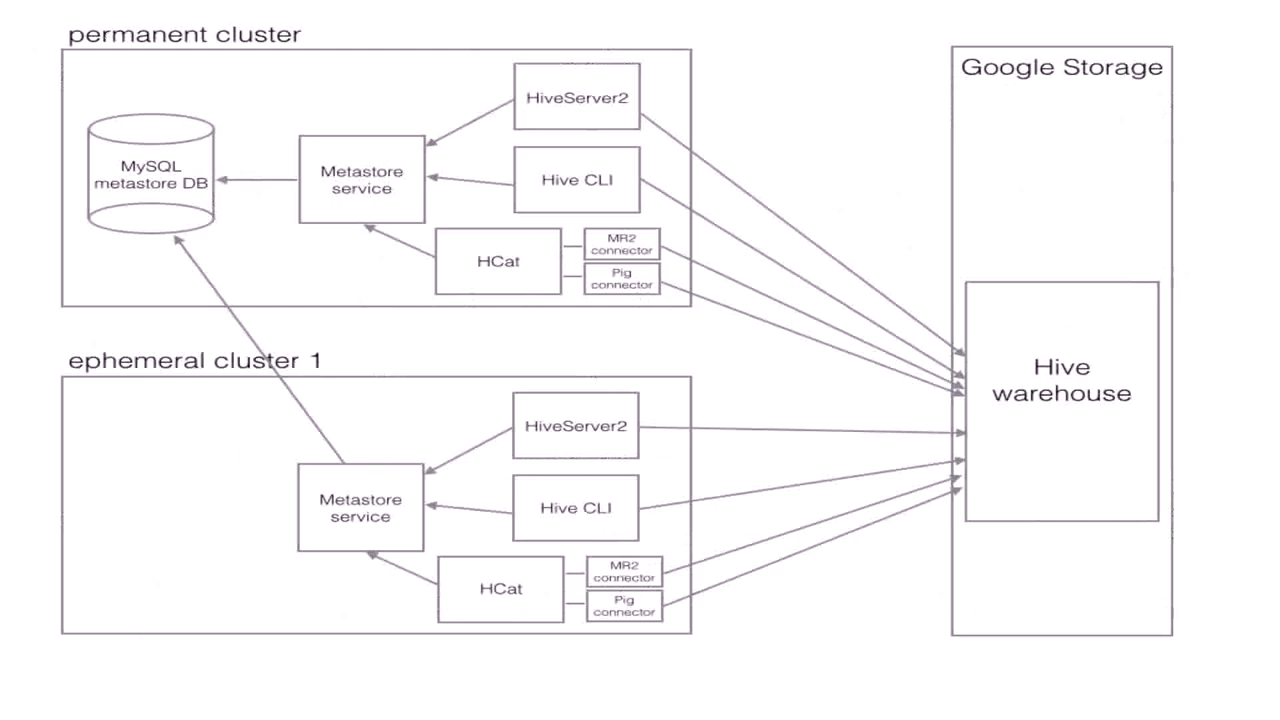 permanent cluster
Google Storage
HiveServer2
MySQL
metastore DB
Metastore
service
Hive CLI
HCat
MR2
connector
Pig
connector
Hive
warehouse
ephemeral cluster 1
HiveServer2
Metastore
service
Hive CLI
HCat
MR2
connector
Pig
connector